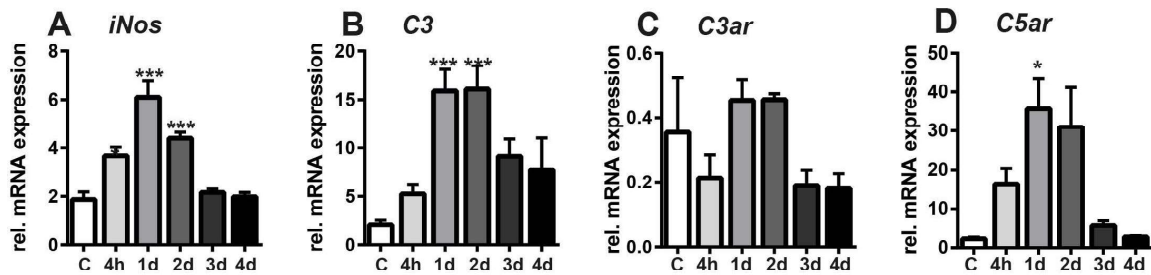 A iNos
rel. mRNA expression
8
6
4
2
0
*
***
***
C 4h 1d 2d 3d 4d
B C3
rel. mRNA expression
20
15
10
5
0
***
***
C 4h 1d 2d 3d 4d
C C3ar
rel. mRNA expression
0.6
0.4
0.2
0.0
C 4h 1d 2d 3d 4d
D C5ar
rel. mRNA expression
50
40
30
20
10
0
*
C 4h 1d 2d 3d 4d